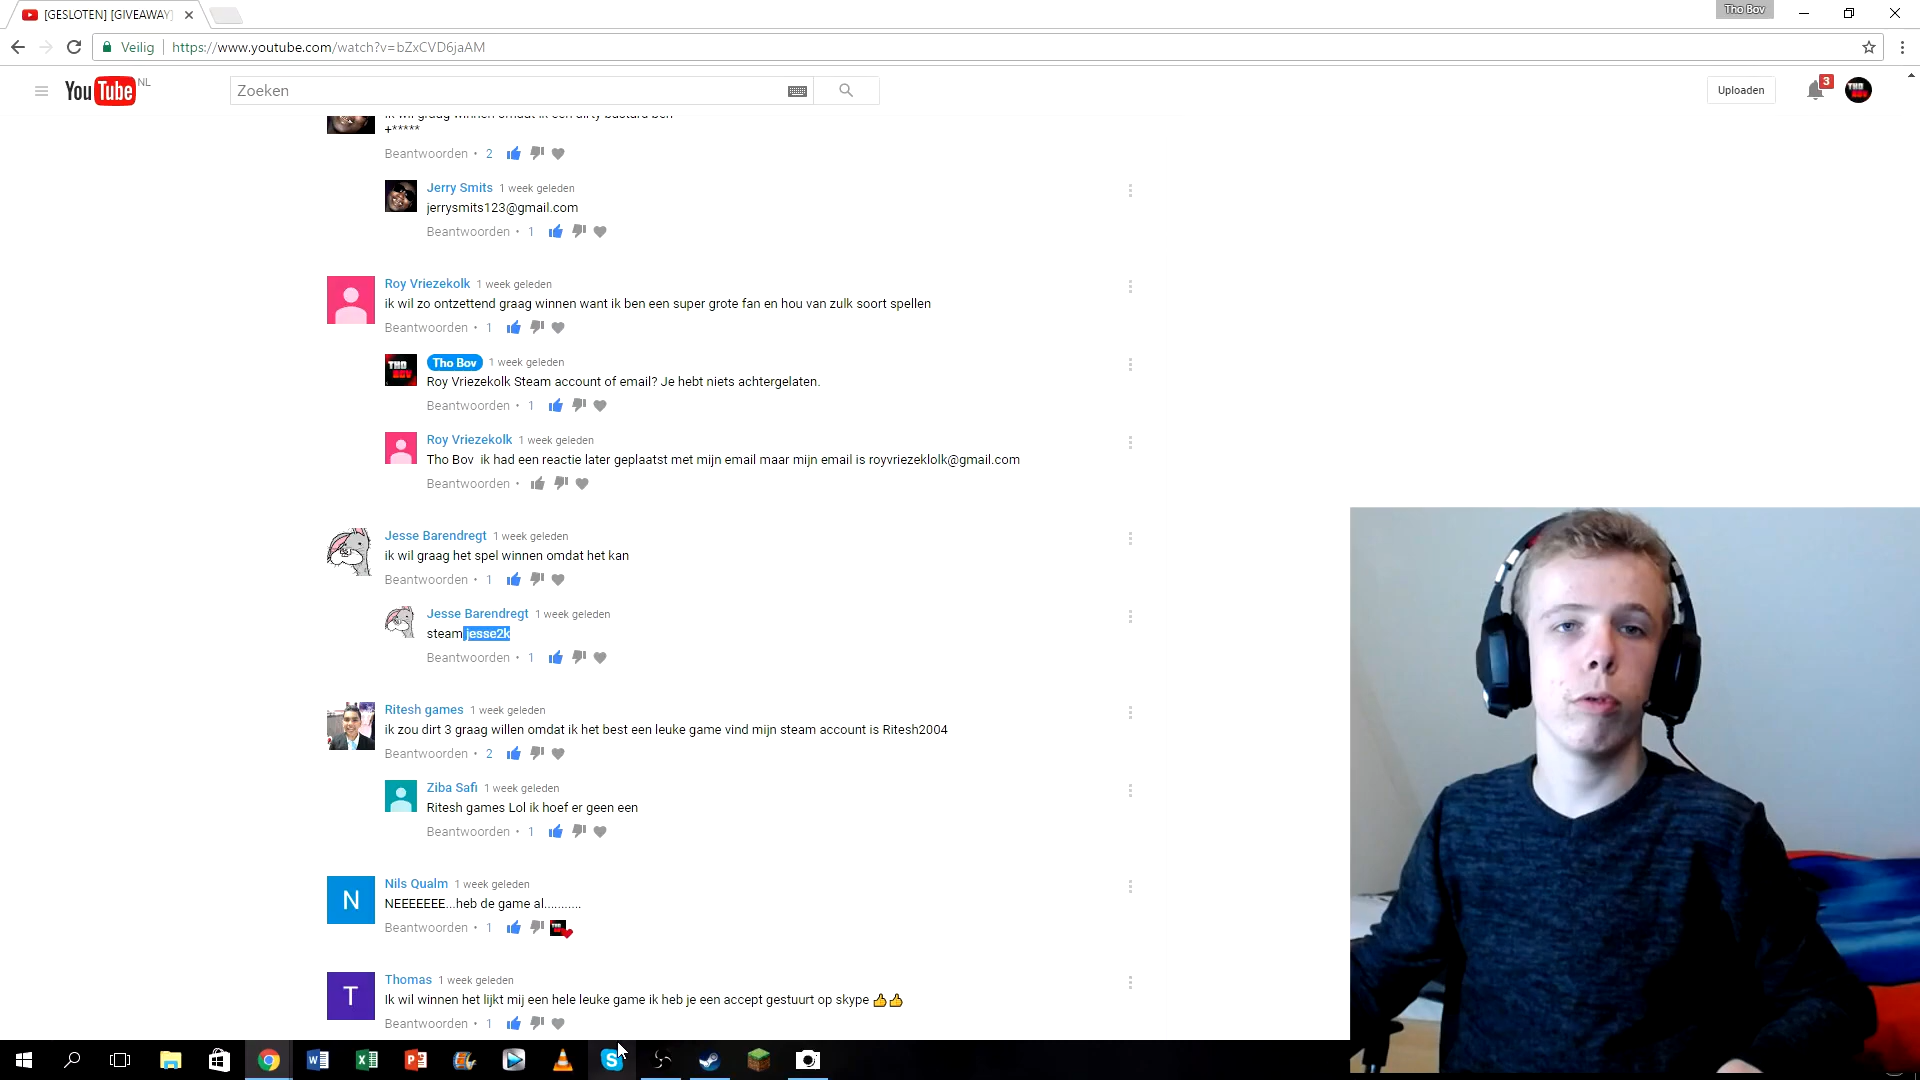 [GESLOTEN] [GIVEAWAY]
Tho Bov
Veilig
https://www.youtube.com/watch?v=bZxCVD6jaAM
YouTube NL
Zoeken
Uploaden
3
ik wil graag winnen omdat ik een dirty bastard ben
+*****
Beantwoorden • 2
Jerry Smits 1 week geleden
jerrysmits123@gmail.com
Beantwoorden • 1
Roy Vriezekolk 1 week geleden
ik wil zo ontzettend graag winnen want ik ben een super grote fan en hou van zulk soort spellen
Beantwoorden • 1
Tho Bov 1 week geleden
Roy Vriezekolk Steam account of email? Je hebt niets achtergelaten.
Beantwoorden • 1
Roy Vriezekolk 1 week geleden
Tho Bov ik had een reactie later geplaatst met mijn email maar mijn email is royvriezeklolk@gmail.com
Beantwoorden •
Jesse Barendregt 1 week geleden
ik wil graag het spel winnen omdat het kan
Beantwoorden • 1
Jesse Barendregt 1 week geleden
steam jesse2k
Beantwoorden • 1
Ritesh games 1 week geleden
ik zou dirt 3 graag willen omdat ik het best een leuke game vind mijn steam account is Ritesh2004
Beantwoorden • 2
Ziba Safi 1 week geleden
Ritesh games Lol ik hoef er geen een
Beantwoorden • 1
N
Nils Qualm 1 week geleden
NEEEEEEE...heb de game al...........
Beantwoorden • 1
T
Thomas 1 week geleden
Ik wil winnen het lijkt mij een hele leuke game ik heb je een accept gestuurt op skype 👍👍
Beantwoorden • 1